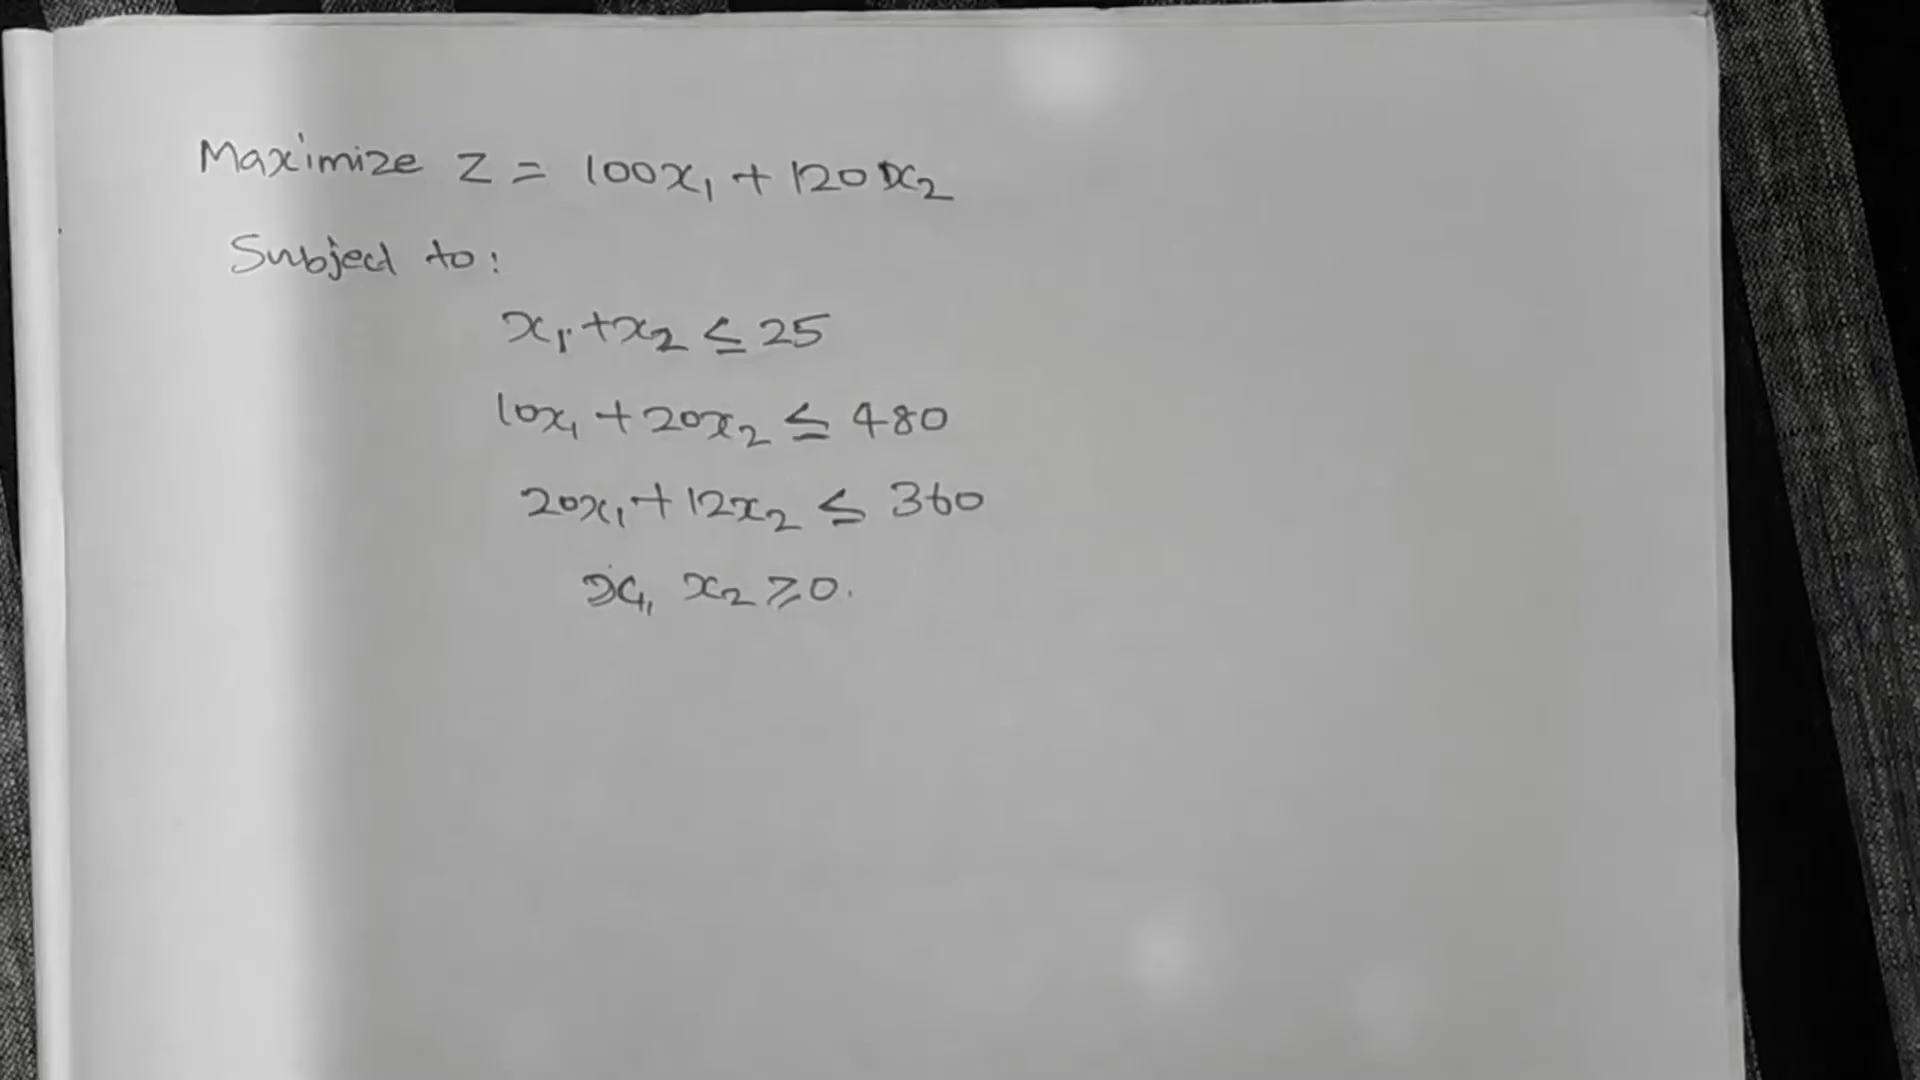 Maximize Z = 100x₁ + 120x₂
Subject to:
x₁ + x₂ ≤ 25
10x₁ + 20x₂ ≤ 480
20x₁ + 12x₂ ≤ 360
x₁, x₂ ≥ 0.